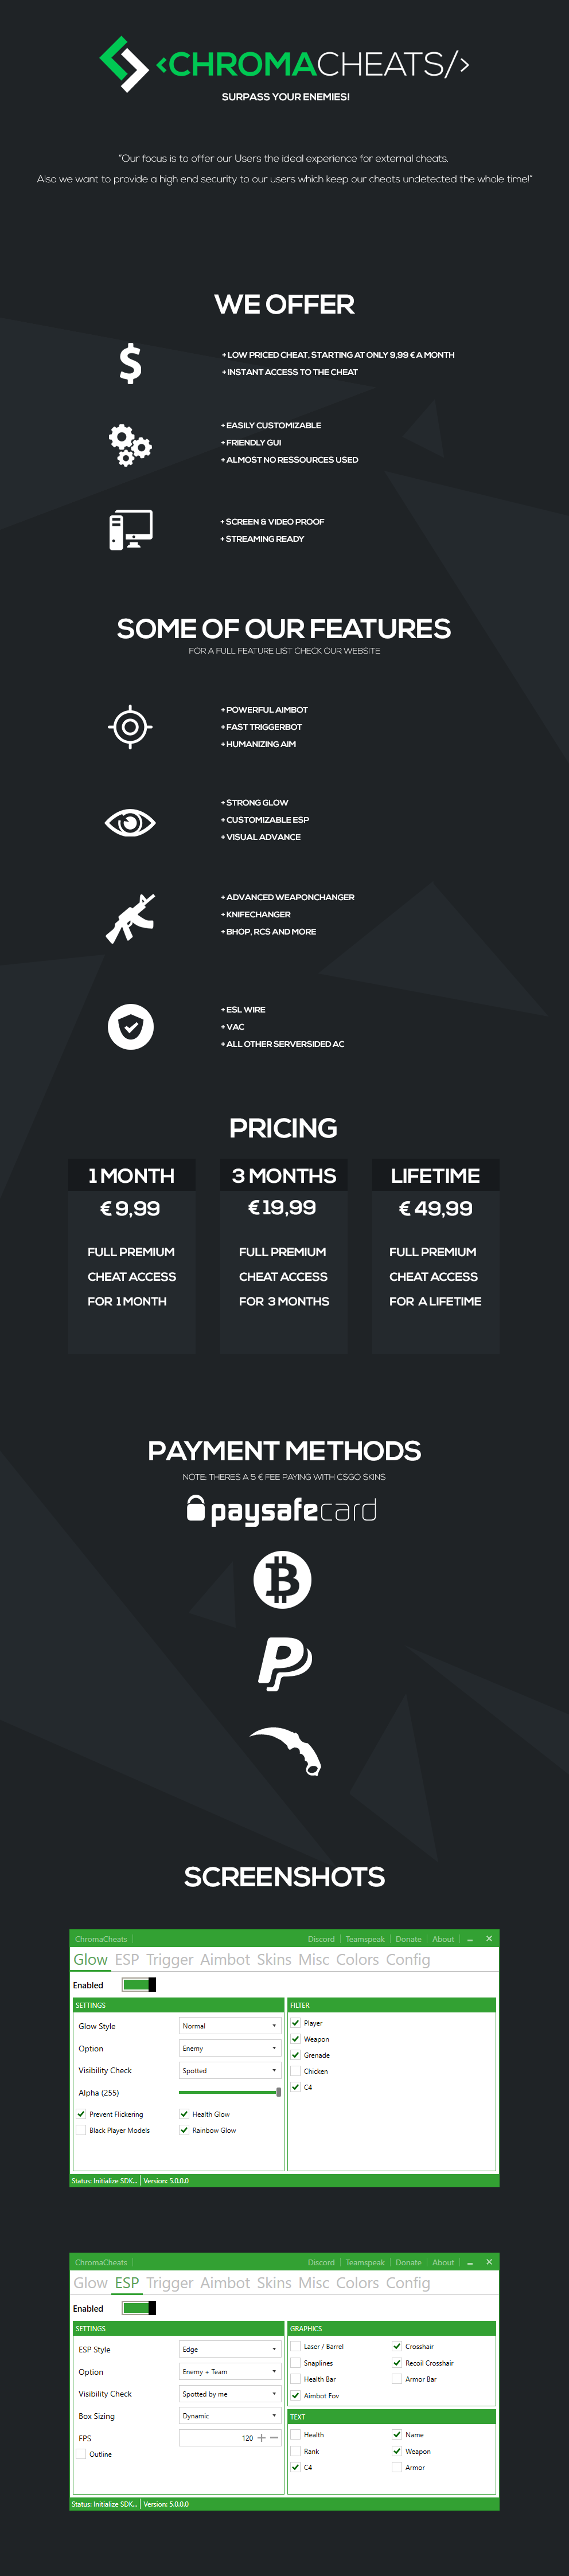 <CHROMACHEATS/>
SURPASS YOUR ENEMIES!
"Our focus is to offer our Users the ideal experience for external cheats.
Also we want to provide a high end security to our users which keep our cheats undetected the whole time!"
WE OFFER
+ LOW PRICED CHEAT, STARTING AT ONLY 9,99 € A MONTH
+ INSTANT ACCESS TO THE CHEAT
+ EASILY CUSTOMIZABLE
+ FRIENDLY GUI
+ ALMOST NO RESSOURCES USED
+ SCREEN & VIDEO PROOF
+ STREAMING READY
SOME OF OUR FEATURES
FOR A FULL FEATURE LIST CHECK OUR WEBSITE
+ POWERFUL AIMBOT
+ FAST TRIGGERBOT
+ HUMANIZING AIM
+ STRONG GLOW
+ CUSTOMIZABLE ESP
+ VISUAL ADVANCE
+ ADVANCED WEAPONCHANGER
+ KNIFECHANGER
+ BHOP, RCS AND MORE
+ ESL WIRE
+ VAC
+ ALL OTHER SERVERSIDED AC
PRICING
1 MONTH
€ 9,99
FULL PREMIUM
CHEAT ACCESS
FOR 1 MONTH
3 MONTHS
€ 19,99
FULL PREMIUM
CHEAT ACCESS
FOR 3 MONTHS
LIFETIME
€ 49,99
FULL PREMIUM
CHEAT ACCESS
FOR A LIFETIME
PAYMENT METHODS
NOTE: THERES A 5 € FEE PAYING WITH CSGO SKINS
paysafecard
SCREENSHOTS
ChromaCheats Discord Teamspeak Donate About
Glow ESP Trigger Aimbot Skins Misc Colors Config
Enabled
SETTINGS
Glow Style Normal
Option Enemy
Visibility Check Spotted
Alpha (255)
Prevent Flickering Health Glow
Black Player Models Rainbow Glow
FILTER
Player
Weapon
Grenade
Chicken
C4
Status: Initialize SDK... Version: 5.0.0.0
ChromaCheats Discord Teamspeak Donate About
Glow ESP Trigger Aimbot Skins Misc Colors Config
Enabled
SETTINGS
ESP Style Edge
Option Enemy + Team
Visibility Check Spotted by me
Box Sizing Dynamic
FPS 120
Outline
GRAPHICS
Laser / Barrel Crosshair
Snaplines Recoil Crosshair
Health Bar Armor Bar
Aimbot Fov
TEXT
Health Name
Rank Weapon
C4 Armor
Status: Initialize SDK... Version: 5.0.0.0